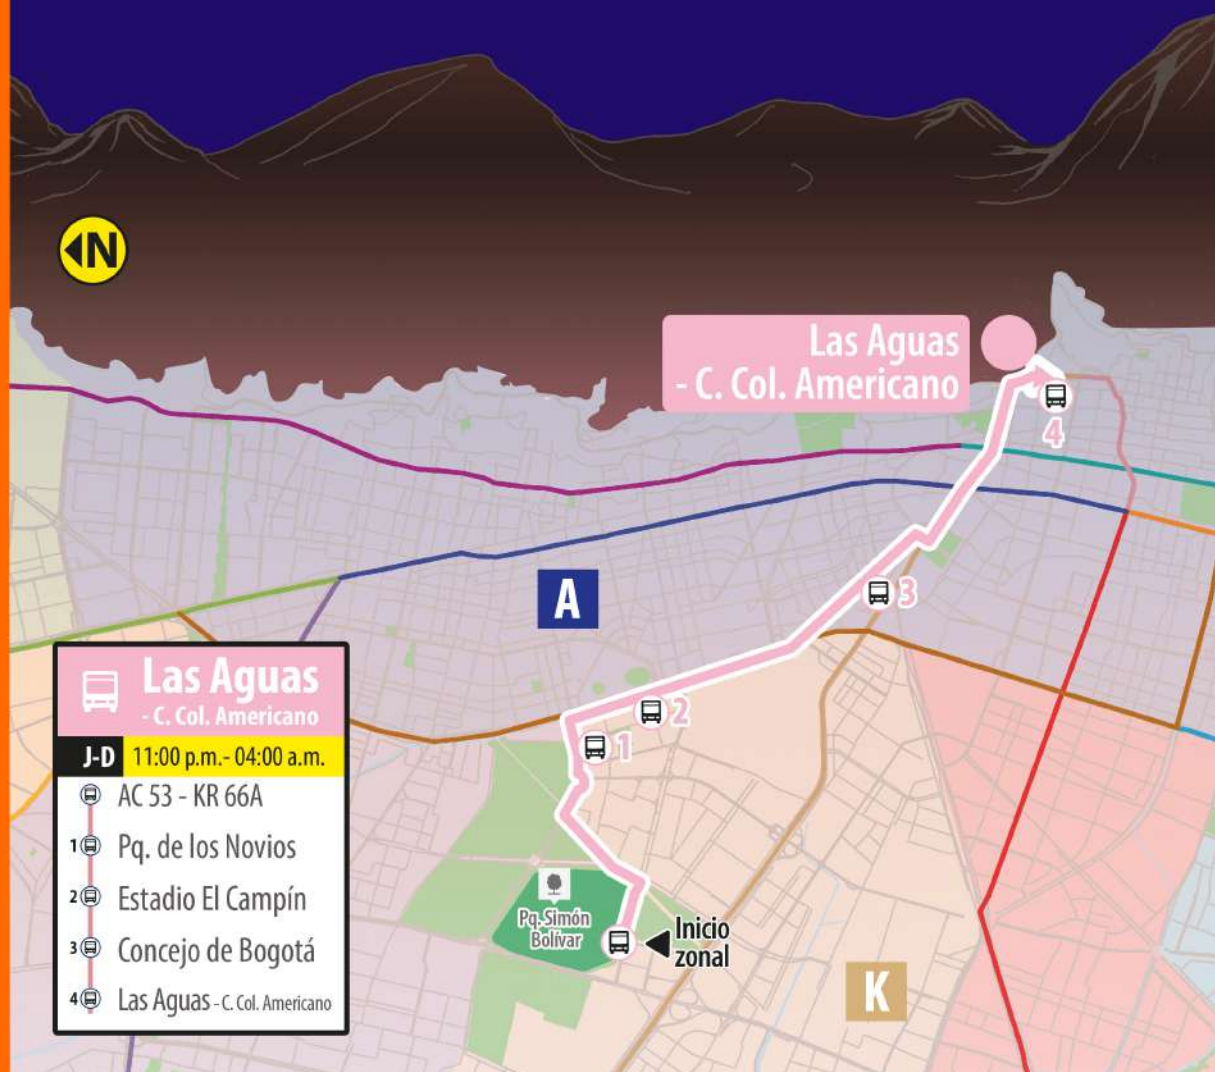 N
Las Aguas
- C. Col. Americano
4
3
A
2
1
Pq. Simón
Bolívar
Inicio
zonal
K
Las Aguas
- C. Col. Americano
J-D 11:00 p.m.- 04:00 a.m.
AC 53 - KR 66A
1 Pq. de los Novios
2 Estadio El Campín
3 Concejo de Bogotá
4 Las Aguas - C. Col. Americano